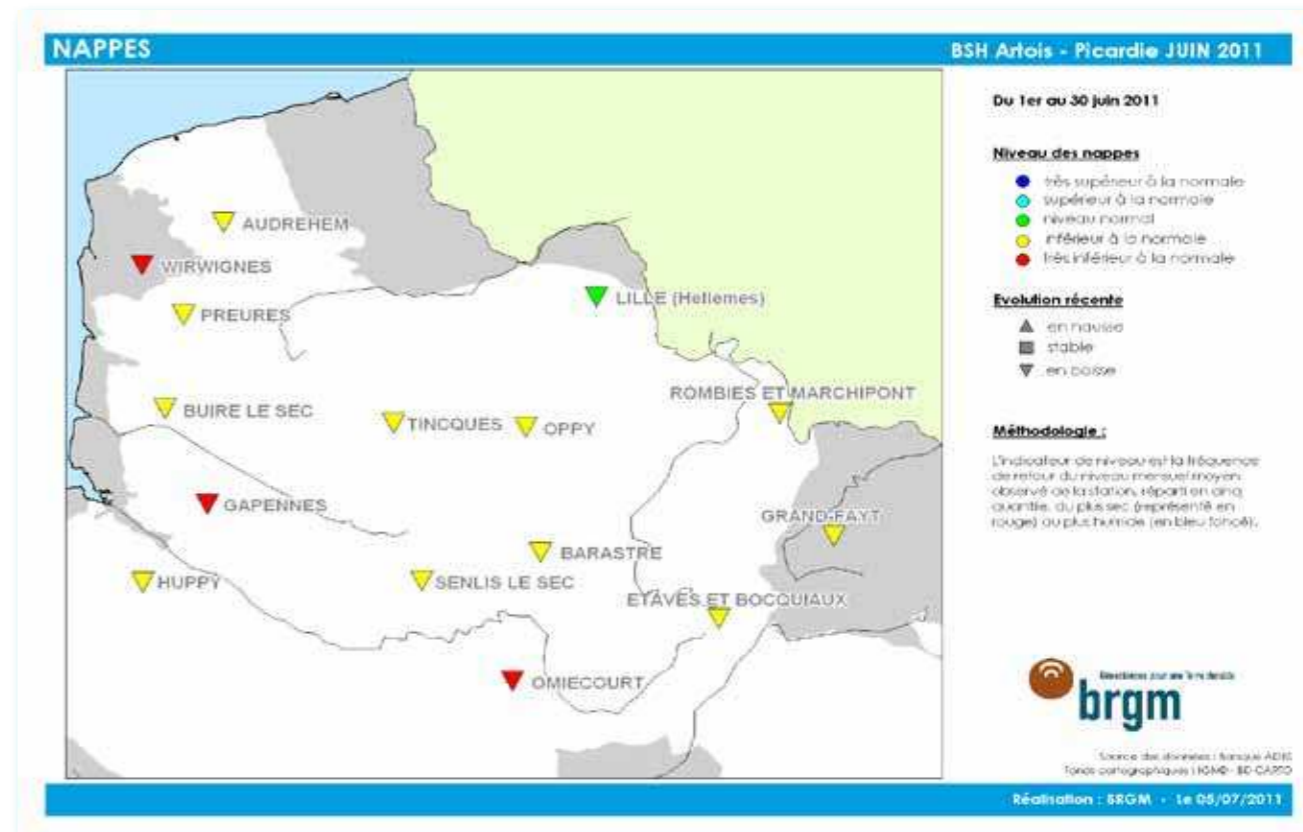 NAPPES
BSH Artois - Picardie JUIN 2011
Du 1er au 30 juin 2011
Niveau des nappes
très supérieur à la normale
supérieur à la normale
niveau normal
inférieur à la normale
très inférieur à la normale
Evolution récente
en hausse
stable
en baisse
Méthodologie :
L'indicateur de niveau est la fréquence
de retour du niveau mensuel moyen
observé de la station, réparti en cinq
quantile, du plus sec (représenté en
rouge) au plus humide (en bleu foncé).
AUDREHEM
WIRWIGNES
LILLE (Hellemes)
PREURES
ROMBIES ET MARCHIPONT
BUIRE LE SEC
TINCQUES
OPPY
GAPENNES
GRAND-FAYT
BARASTRE
HUPPY
SENLIS LE SEC
ETAVES ET BOCQUIAUX
OMIECOURT
brgm
Source des données : Banque ADES
Fonds cartographiques : IGN© - BD-CARTO
Réalisation : BRGM - Le 05/07/2011